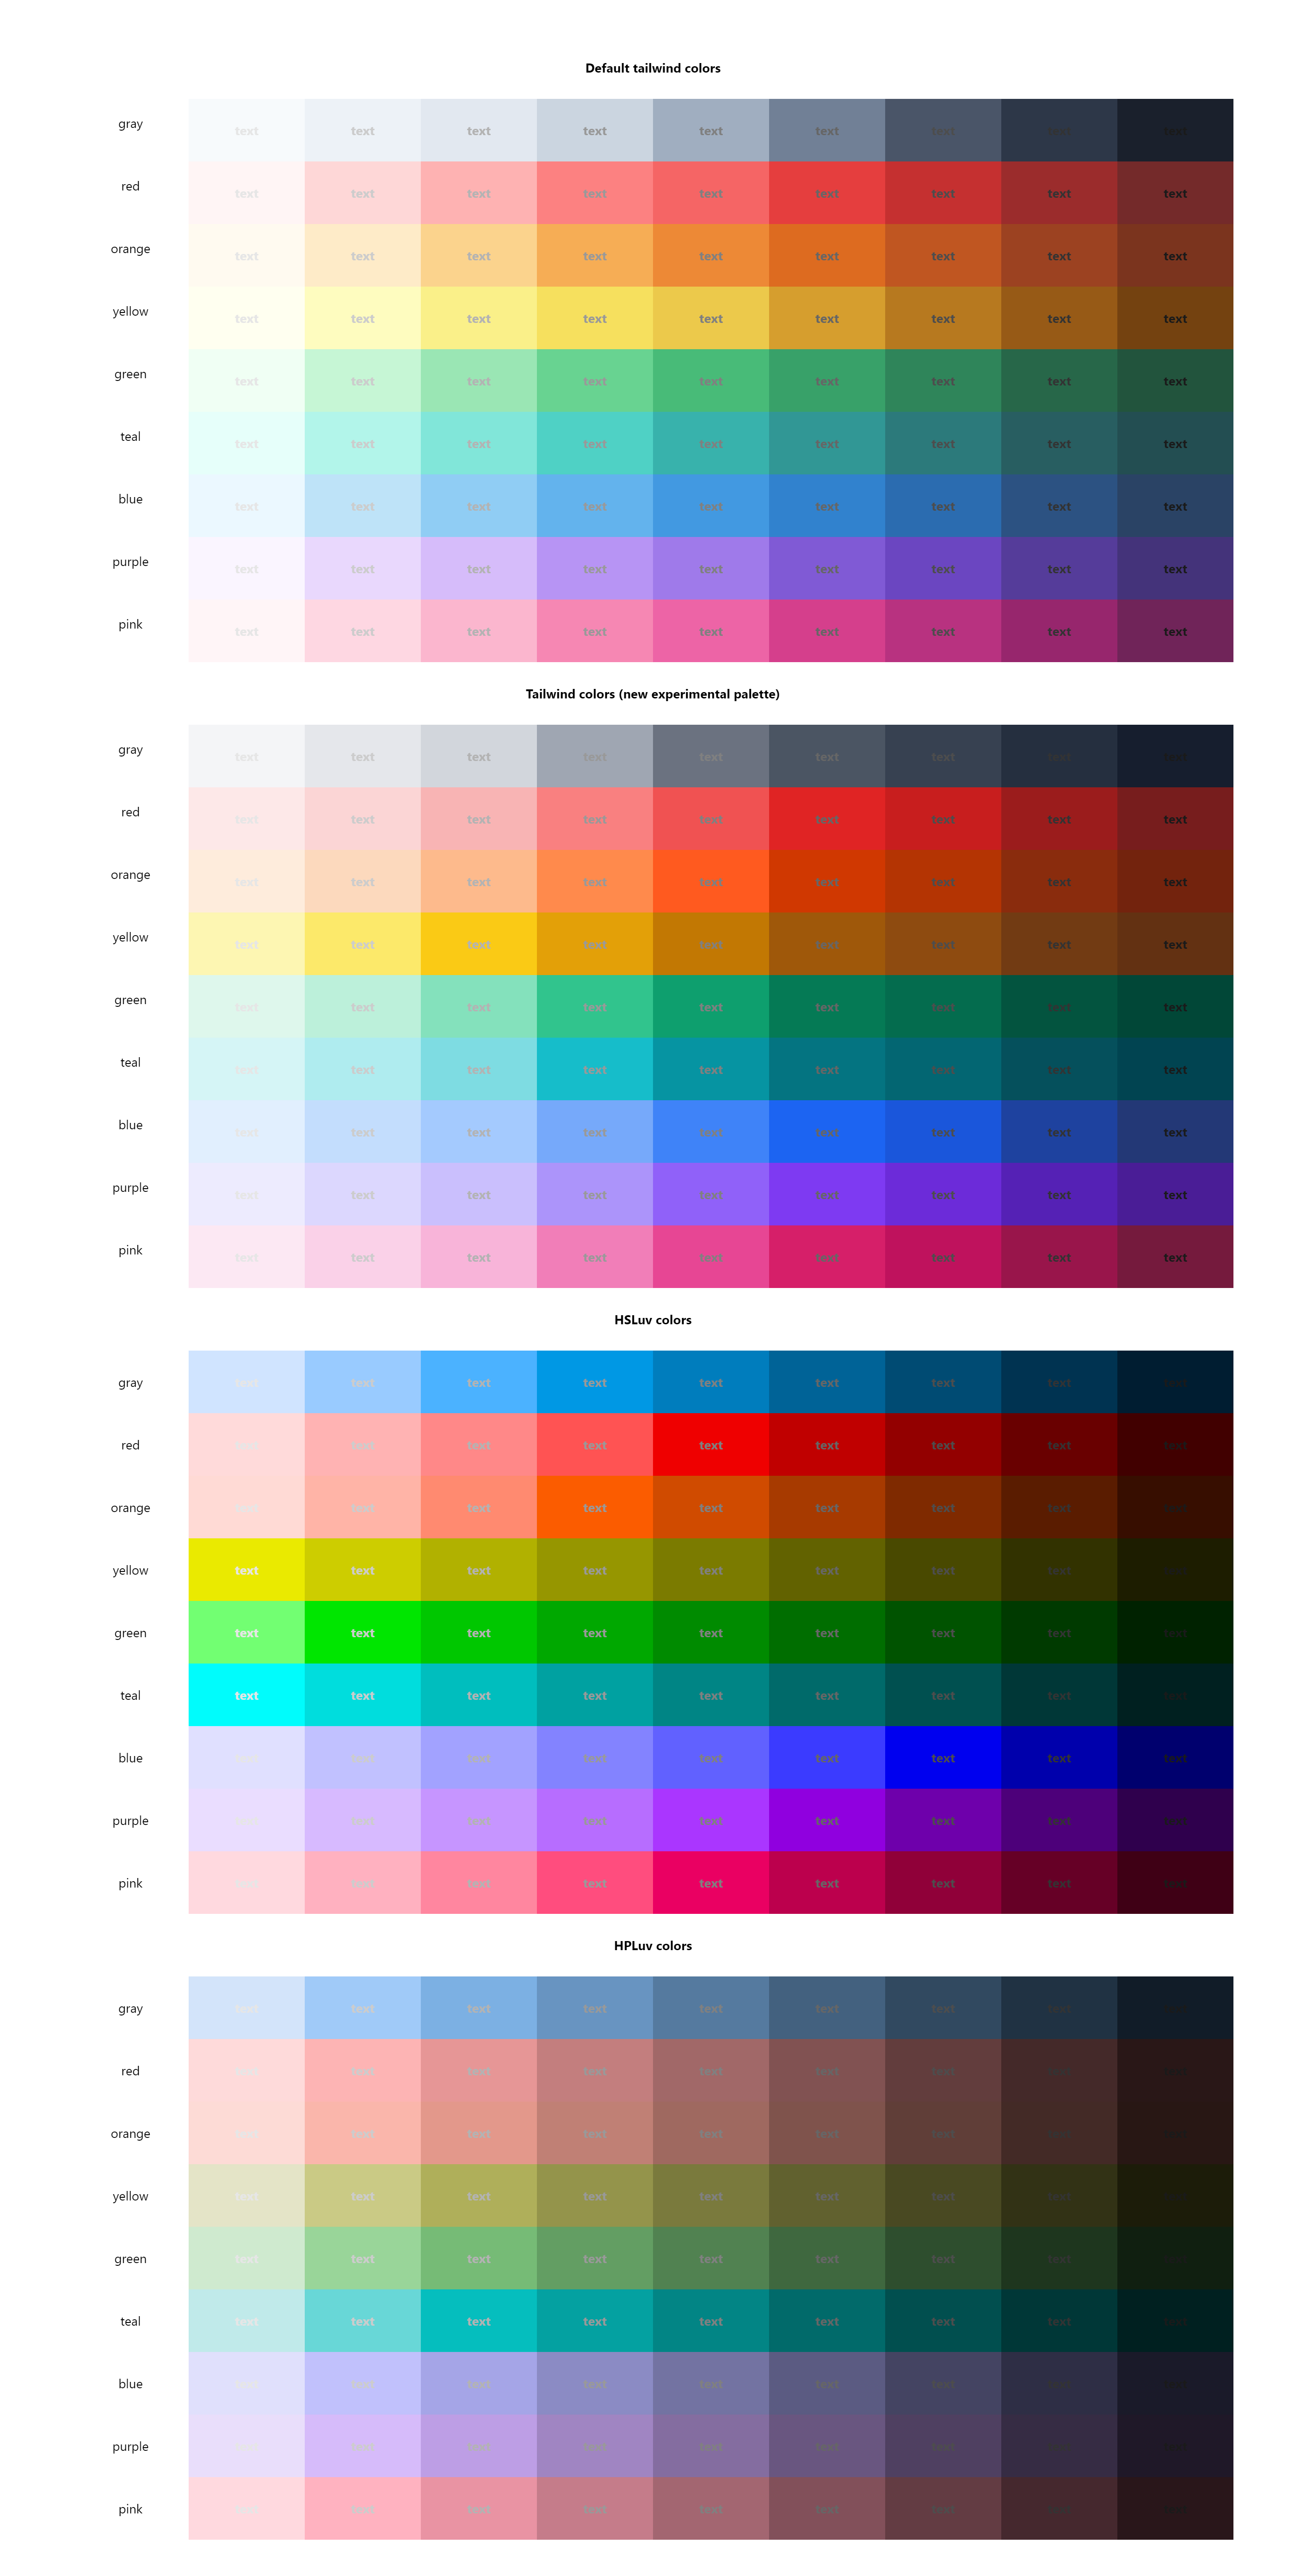 Default tailwind colors
gray text text text text text text text text text
red text text text text text text text text text
orange text text text text text text text text text
yellow text text text text text text text text text
green text text text text text text text text text
teal text text text text text text text text text
blue text text text text text text text text text
purple text text text text text text text text text
pink text text text text text text text text text
Tailwind colors (new experimental palette)
gray text text text text text text text text text
red text text text text text text text text text
orange text text text text text text text text text
yellow text text text text text text text text text
green text text text text text text text text text
teal text text text text text text text text text
blue text text text text text text text text text
purple text text text text text text text text text
pink text text text text text text text text text
HSLuv colors
gray text text text text text text text text text
red text text text text text text text text text
orange text text text text text text text text text
yellow text text text text text text text text text
green text text text text text text text text text
teal text text text text text text text text text
blue text text text text text text text text text
purple text text text text text text text text text
pink text text text text text text text text text
HPLuv colors
gray text text text text text text text text text
red text text text text text text text text text
orange text text text text text text text text text
yellow text text text text text text text text text
green text text text text text text text text text
teal text text text text text text text text text
blue text text text text text text text text text
purple text text text text text text text text text
pink text text text text text text text text text